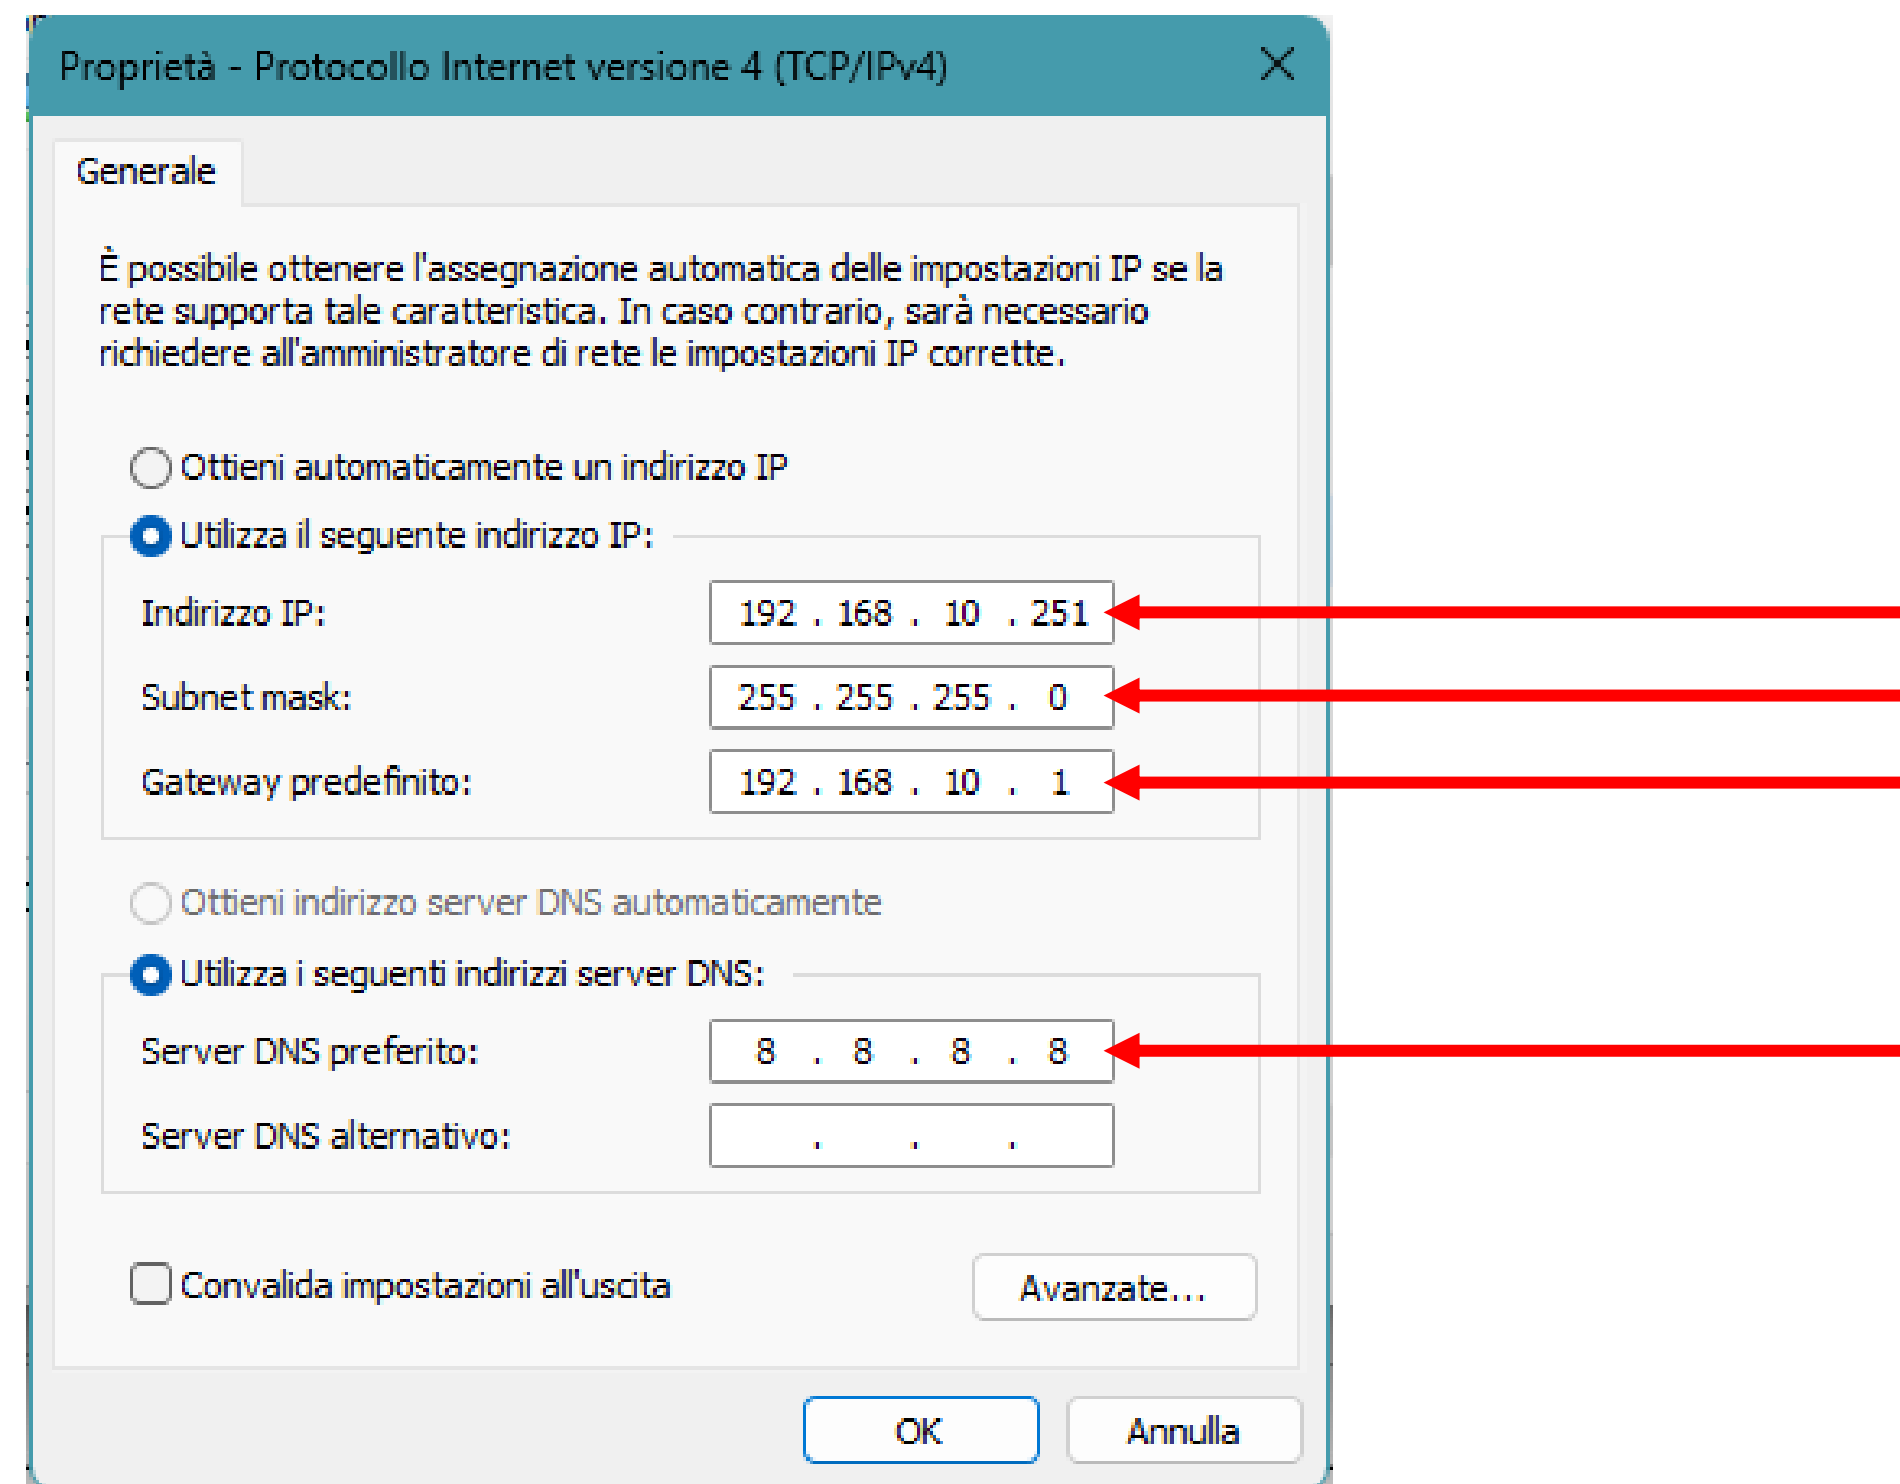 Proprietà - Protocollo Internet versione 4 (TCP/IPv4)
Generale
È possibile ottenere l'assegnazione automatica delle impostazioni IP se la
rete supporta tale caratteristica. In caso contrario, sarà necessario
richiedere all'amministratore di rete le impostazioni IP corrette.
Ottieni automaticamente un indirizzo IP
Utilizza il seguente indirizzo IP:
Indirizzo IP: 192 . 168 . 10 . 251
Subnet mask: 255 . 255 . 255 . 0
Gateway predefinito: 192 . 168 . 10 . 1
Ottieni indirizzo server DNS automaticamente
Utilizza i seguenti indirizzi server DNS:
Server DNS preferito: 8 . 8 . 8 . 8
Server DNS alternativo: . . .
Convalida impostazioni all'uscita Avanzate...
OK Annulla